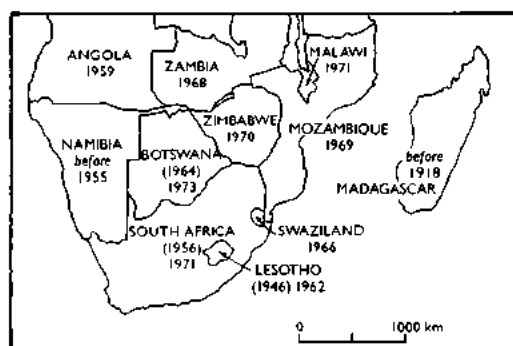 ANGOLA
1959
ZAMBIA
1968
MALAWI
1971
NAMIBIA
before
1955
BOTSWANA
(1964)
1973
ZIMBABWE
1970
MOZAMBIQUE
1969
before
1918
MADAGASCAR
SOUTH AFRICA
(1956)
1971
SWAZILAND
1966
LESOTHO
(1946) 1962
0 1000 km